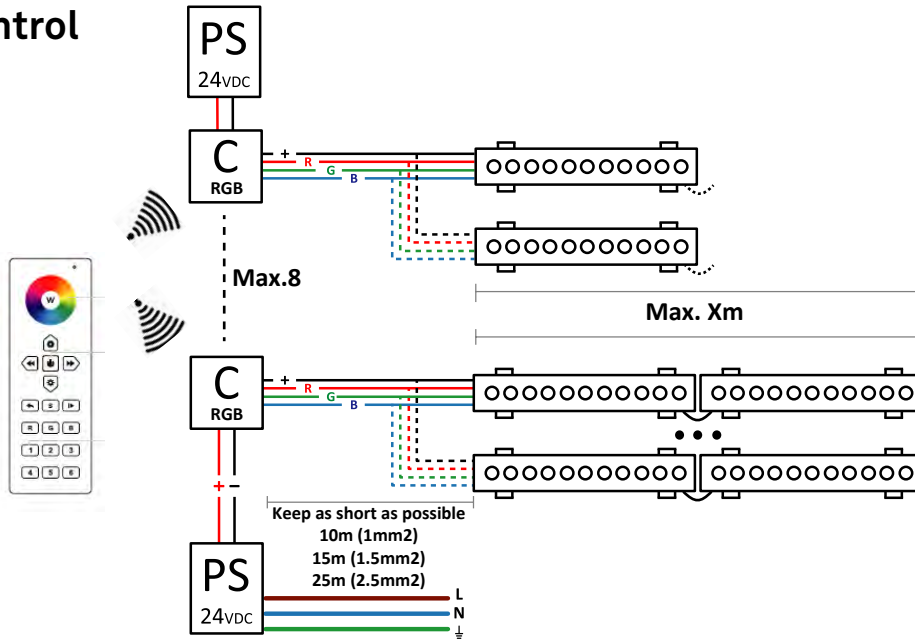 ntrol
PS
24VDC
C
RGB
+
R
G
B
Max.8
Max. Xm
W
S
R G B
1 2 3
4 5 6
C
RGB
+
R
G
B
+ –
Keep as short as possible
10m (1mm2)
15m (1.5mm2)
25m (2.5mm2)
PS
24VDC
L
N